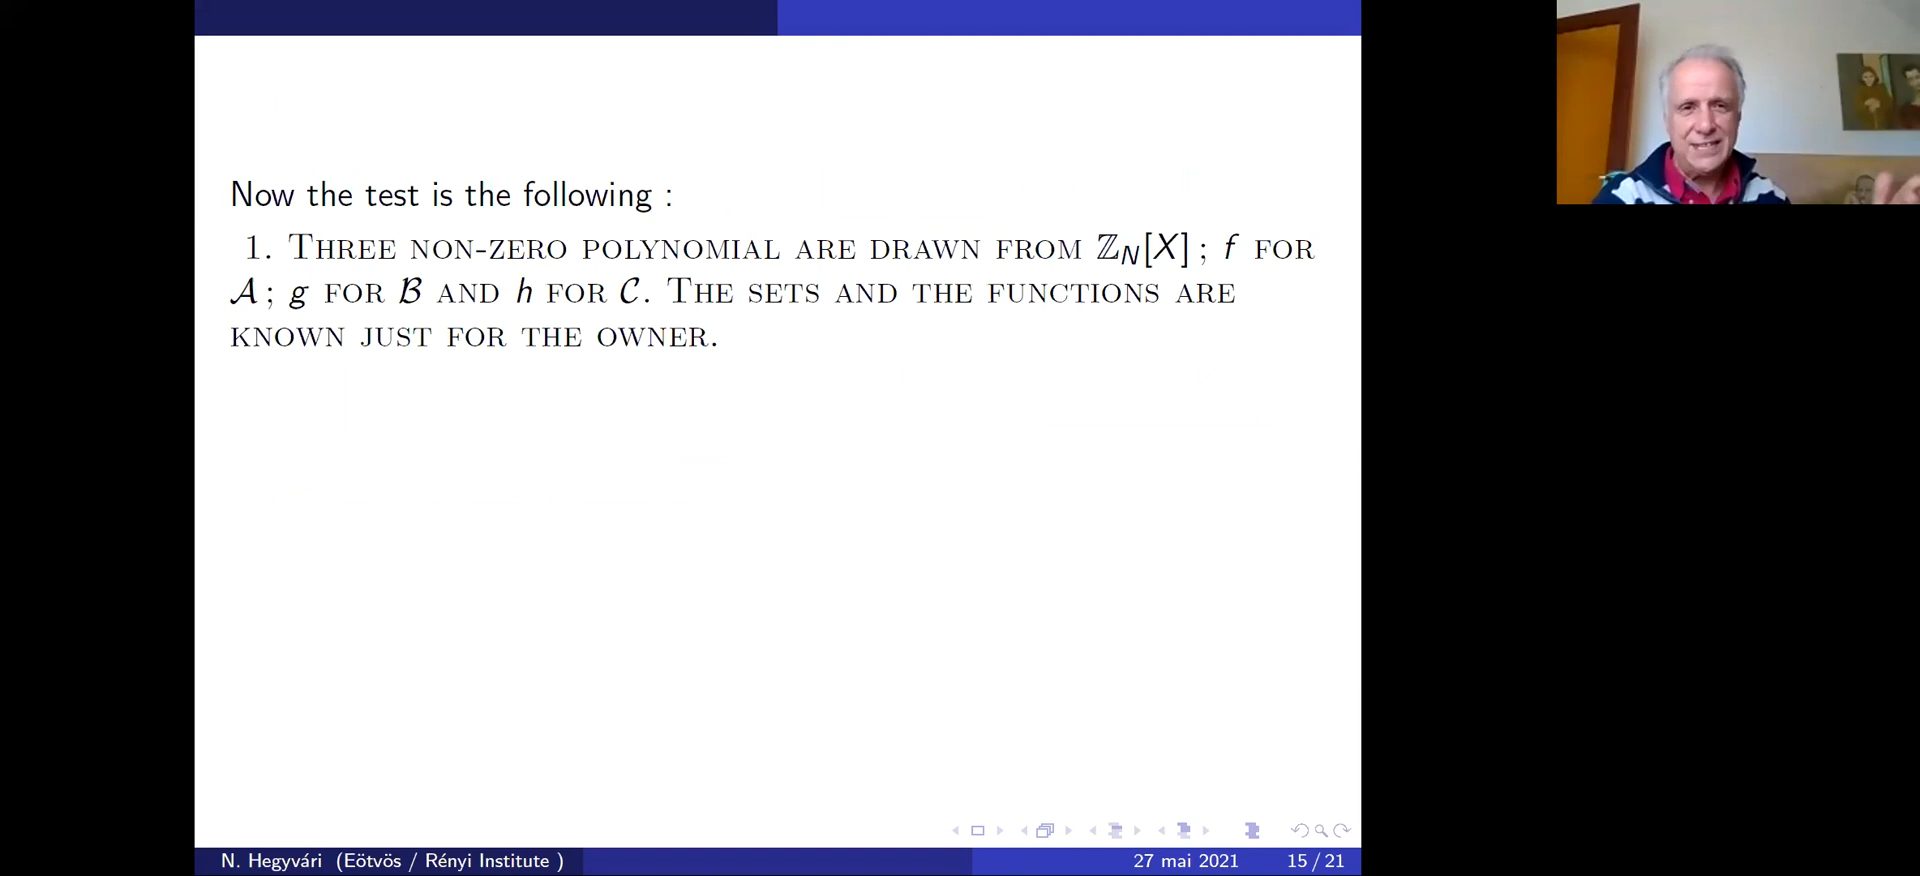 Now the test is the following :
1. Three non-zero polynomial are drawn from ℤ_N[X] ; f for
𝒜 ; g for ℬ and h for 𝒞. The sets and the functions are
known just for the owner.
N. Hegyvári (Eötvös / Rényi Institute ) 27 mai 2021 15 / 21